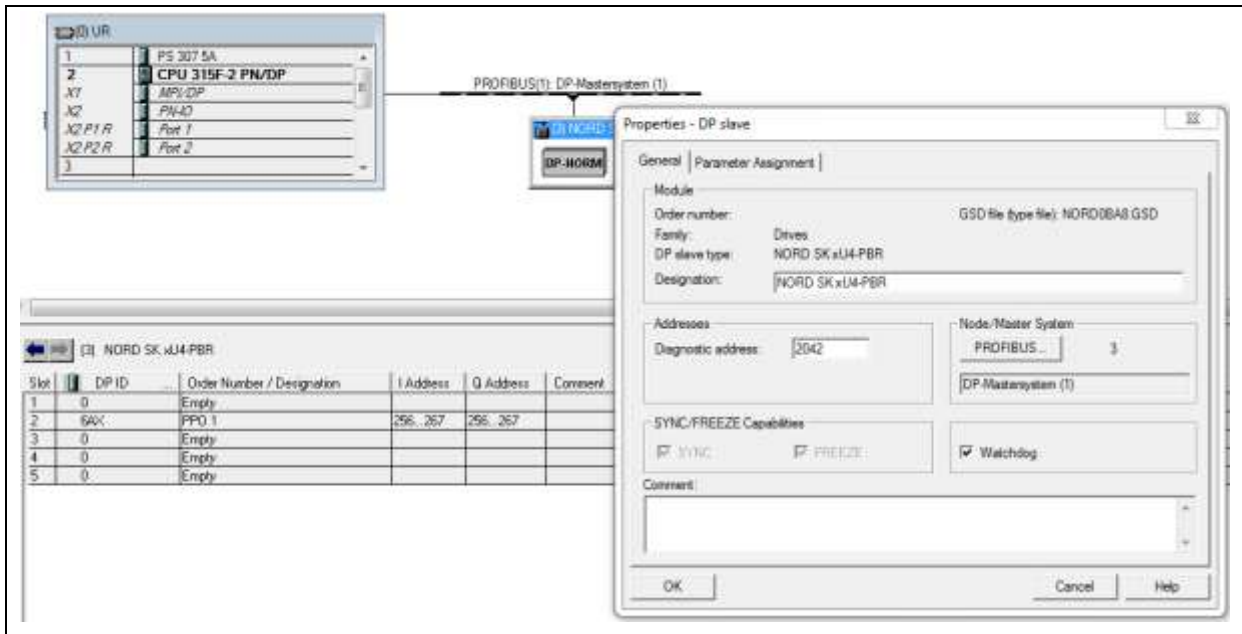 (0) UR
1 PS 307 5A
2 CPU 315F-2 PN/DP
X1 MPI/DP
X2 PN-IO
X2 P1 R Port 1
X2 P2 R Port 2
3
PROFIBUS(1): DP-Mastersystem (1)
(3) NORD S
DP-NORM
Properties - DP slave
General Parameter Assignment
Module
Order number: GSD file (type file): NORD0BA8.GSD
Family: Drives
DP slave type: NORD SK xU4-PBR
Designation: NORD SK xU4-PBR
Addresses
Diagnostic address: 2042
Node/Master System
PROFIBUS... 3
DP-Mastersystem (1)
SYNC/FREEZE Capabilities
SYNC FREEZE
Watchdog
Comment:
OK Cancel Help
(3) NORD SK xU4-PBR
Slot DP ID ... Order Number / Designation I Address Q Address Comment
1 0 Empty
2 6AX PPO 1 256...267 256...267
3 0 Empty
4 0 Empty
5 0 Empty